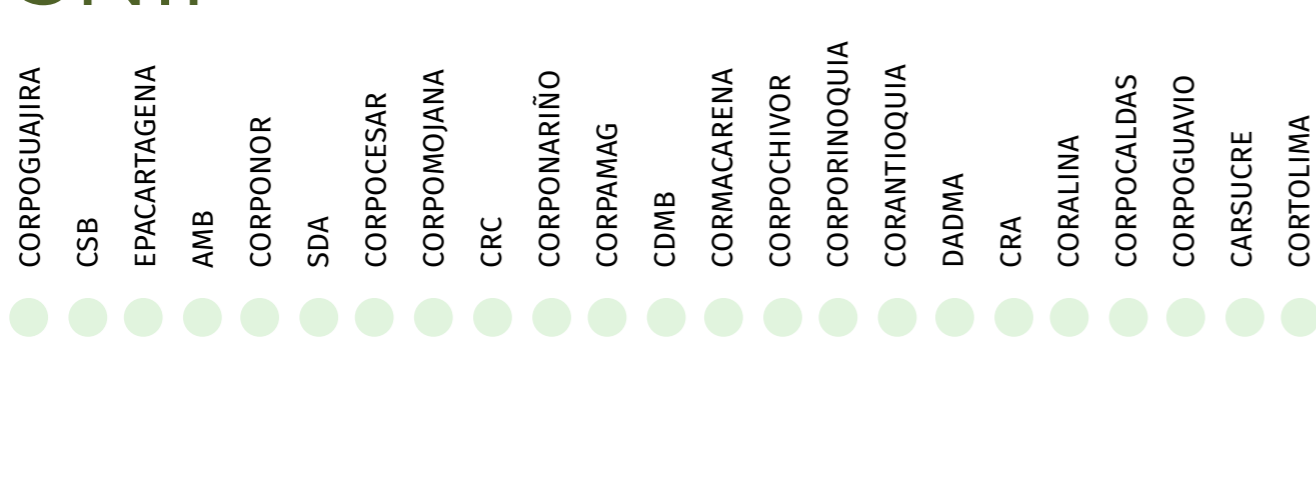 CORPOGUAJIRA
CSB
EPACARTAGENA
AMB
CORPONOR
SDA
CORPOCESAR
CORPOMOJANA
CRC
CORPONARIÑO
CORPAMAG
CDMB
CORMACARENA
CORPOCHIVOR
CORPORINOQUIA
CORANTIOQUIA
DADMA
CRA
CORALINA
CORPOCALDAS
CORPOGUAVIO
CARSUCRE
CORTOLIMA